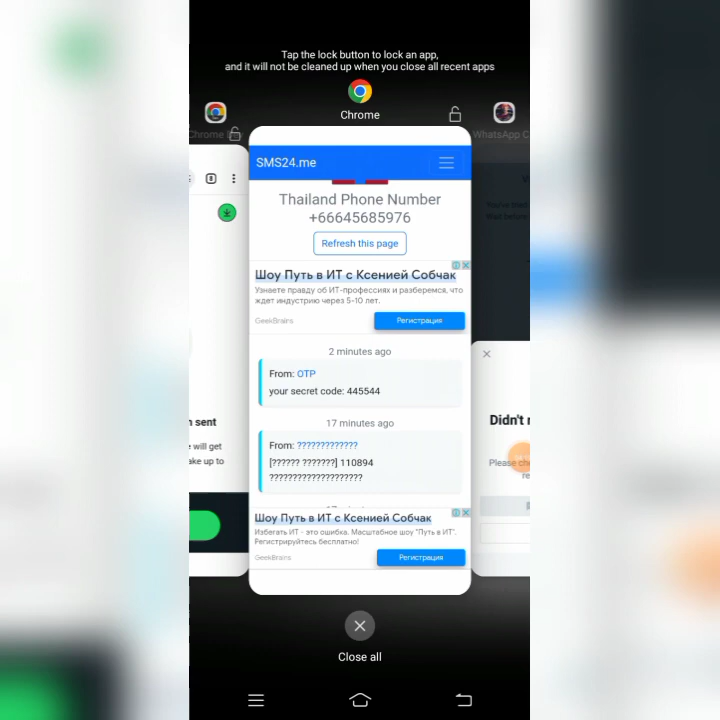 Tap the lock button to lock an app,
and it will not be cleaned up when you close all recent apps
Chrome
Chrome
WhatsApp
SMS24.me
Thailand Phone Number
+66645685976
Refresh this page
Шоу Путь в ИТ с Ксенией Собчак
Узнаете правду об ИТ-профессиях и разберемся, что
ждет индустрию через 5-10 лет.
GeekBrains
Регистрация
2 minutes ago
From: OTP
your secret code: 445544
17 minutes ago
From: ?????????????
[?????? ???????] 110894
????????????????????
Шоу Путь в ИТ с Ксенией Собчак
Избегать ИТ - это ошибка. Масштабное шоу "Путь в ИТ".
Регистрируйтесь бесплатно!
GeekBrains
Регистрация
sent
will get
ake up to
Didn't
Please
Close all